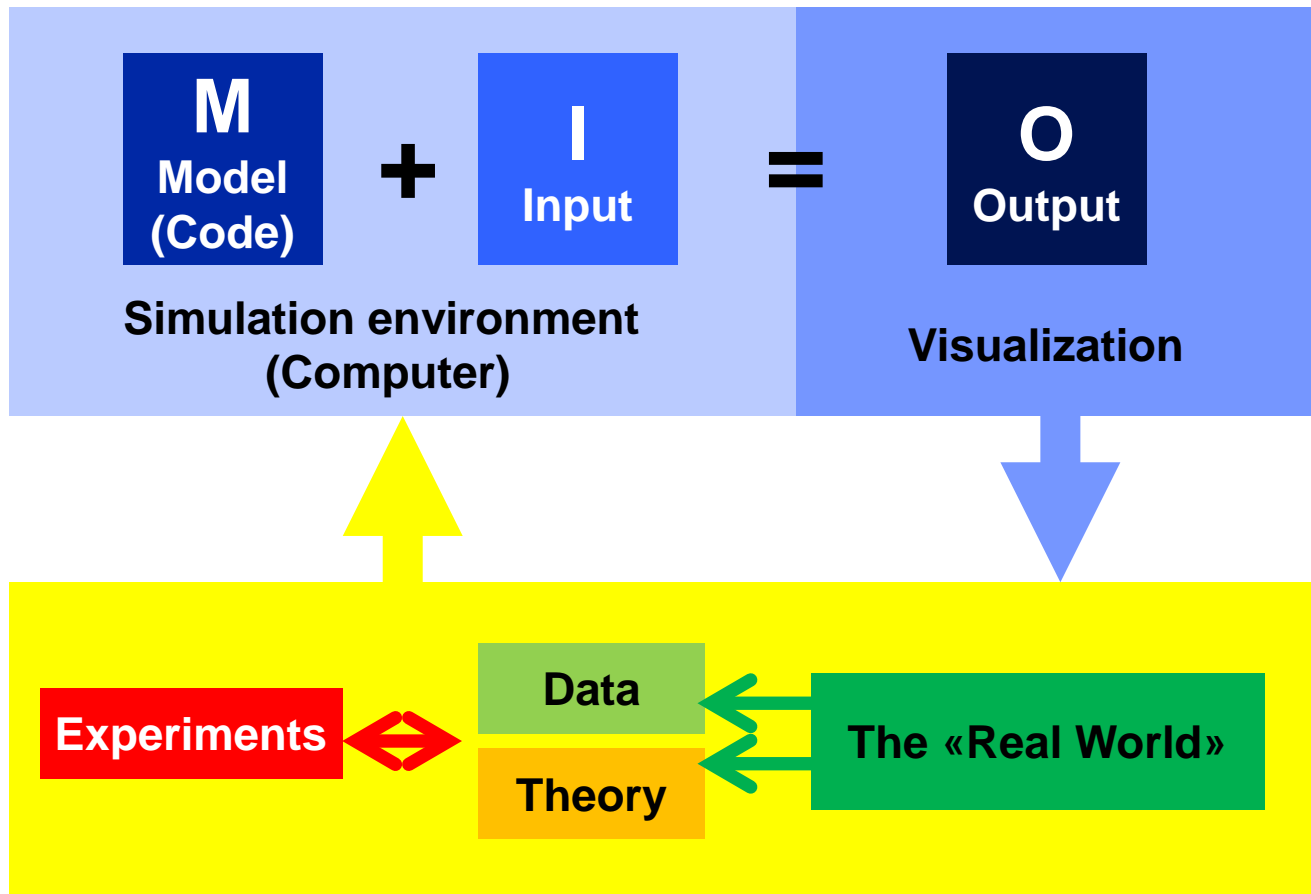 M
Model
(Code)
+
I
Input
=
O
Output
Simulation environment
(Computer)
Visualization
Experiments
Data
Theory
The «Real World»